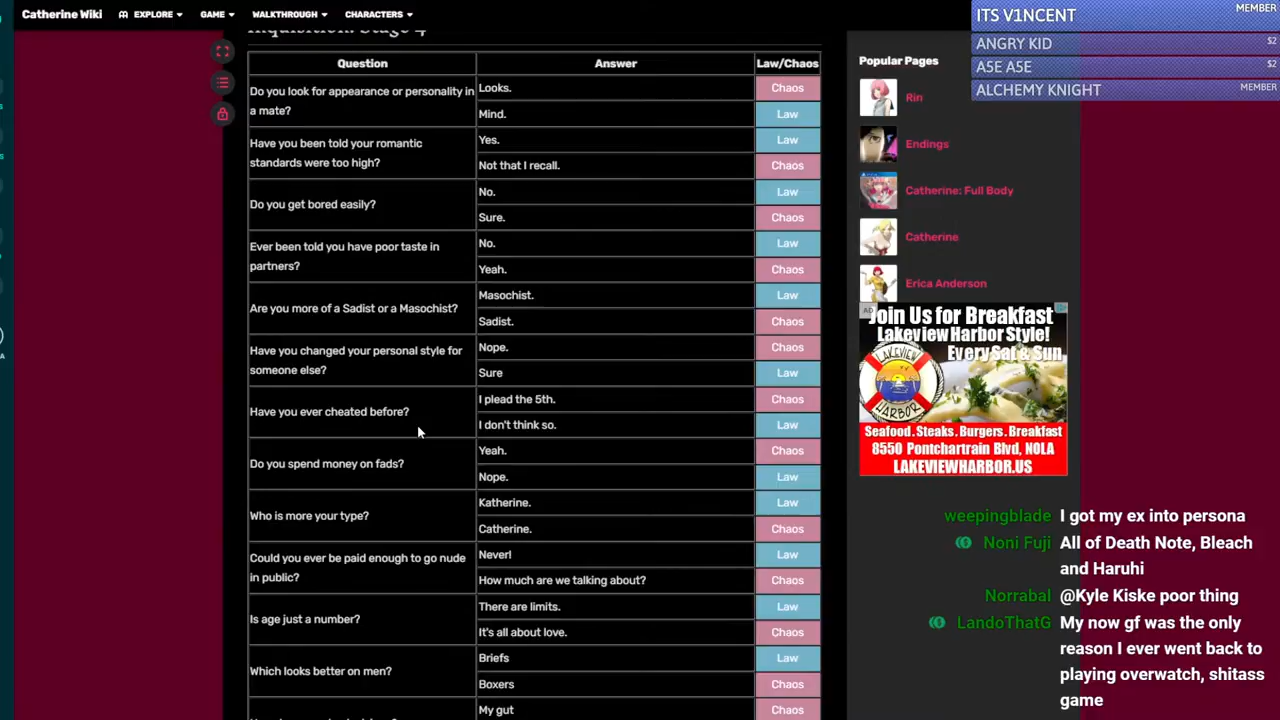 Catherine Wiki
EXPLORE
GAME
WALKTHROUGH
CHARACTERS
Inquisition: Stage 4
Question
Answer
Law/Chaos
Do you look for appearance or personality in
a mate?
Looks.
Chaos
Mind.
Law
Have you been told your romantic
standards were too high?
Yes.
Law
Not that I recall.
Chaos
Do you get bored easily?
No.
Law
Sure.
Chaos
Ever been told you have poor taste in
partners?
No.
Law
Yeah.
Chaos
Are you more of a Sadist or a Masochist?
Masochist.
Law
Sadist.
Chaos
Have you changed your personal style for
someone else?
Nope.
Chaos
Sure
Law
Have you ever cheated before?
I plead the 5th.
Chaos
I don't think so.
Law
Do you spend money on fads?
Yeah.
Chaos
Nope.
Law
Who is more your type?
Katherine.
Law
Catherine.
Chaos
Could you ever be paid enough to go nude
in public?
Never!
Law
How much are we talking about?
Chaos
Is age just a number?
There are limits.
Law
It's all about love.
Chaos
Which looks better on men?
Briefs
Law
Boxers
Chaos
My gut
Chaos
Popular Pages
Rin
Endings
Catherine: Full Body
Catherine
Erica Anderson
AD
Join Us for Breakfast
Lakeview Harbor Style!
Every Sat & Sun
LAKEVIEW
HARBOR
Seafood. Steaks. Burgers. Breakfast
8550 Pontchartrain Blvd, NOLA
LAKEVIEWHARBOR.US
ITS V1NCENT
MEMBER
ANGRY KID
$2
A5E A5E
$2
ALCHEMY KNIGHT
MEMBER
weepingblade I got my ex into persona
Noni Fuji All of Death Note, Bleach
and Haruhi
Norrabal @Kyle Kiske poor thing
LandoThatG My now gf was the only
reason I ever went back to
playing overwatch, shitass
game